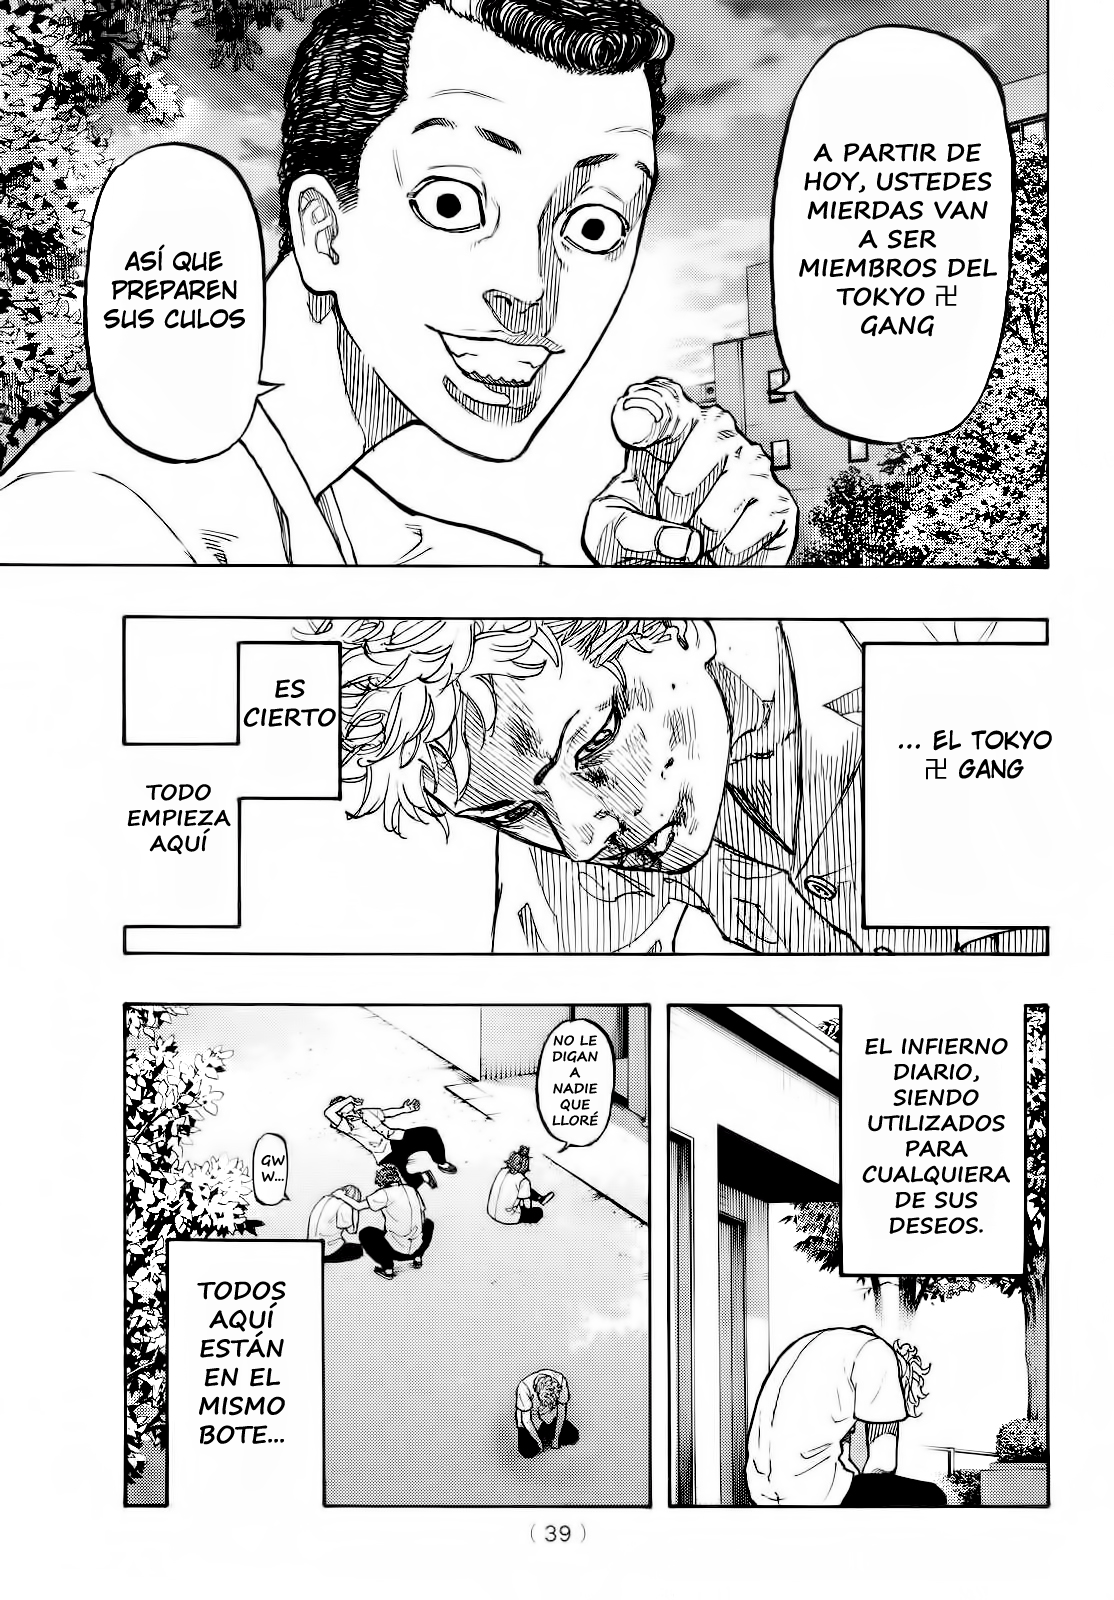 A PARTIR DE
HOY, USTEDES
MIERDAS VAN
A SER
MIEMBROS DEL
TOKYO 卍
GANG
ASÍ QUE
PREPAREN
SUS CULOS
... EL TOKYO
卍 GANG
ES
CIERTO
TODO
EMPIEZA
AQUÍ
EL INFIERNO
DIARIO,
SIENDO
UTILIZADOS
PARA
CUALQUIERA
DE SUS
DESEOS.
NO LE
DIGAN
A
NADIE
QUE
LLORÉ
GW
W...
TODOS
AQUÍ
ESTÁN
EN EL
MISMO
BOTE...
( 39 )